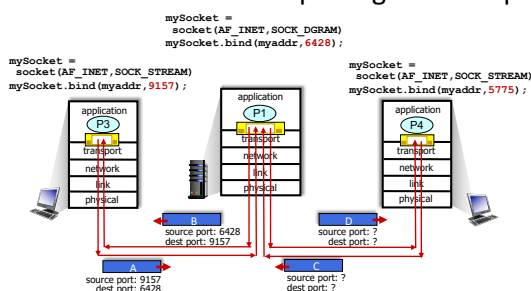 mySocket =
socket(AF_INET,SOCK_DGRAM)
mySocket.bind(myaddr,6428);
mySocket =
socket(AF_INET,SOCK_STREAM)
mySocket.bind(myaddr,9157);
mySocket =
socket(AF_INET,SOCK_STREAM)
mySocket.bind(myaddr,5775);
application
P3
transport
network
link
physical
application
P1
transport
network
link
physical
application
P4
transport
network
link
physical
B
source port: 6428
dest port: 9157
D
source port: ?
dest port: ?
A
source port: 9157
dest port: 6428
C
source port: ?
dest port: ?